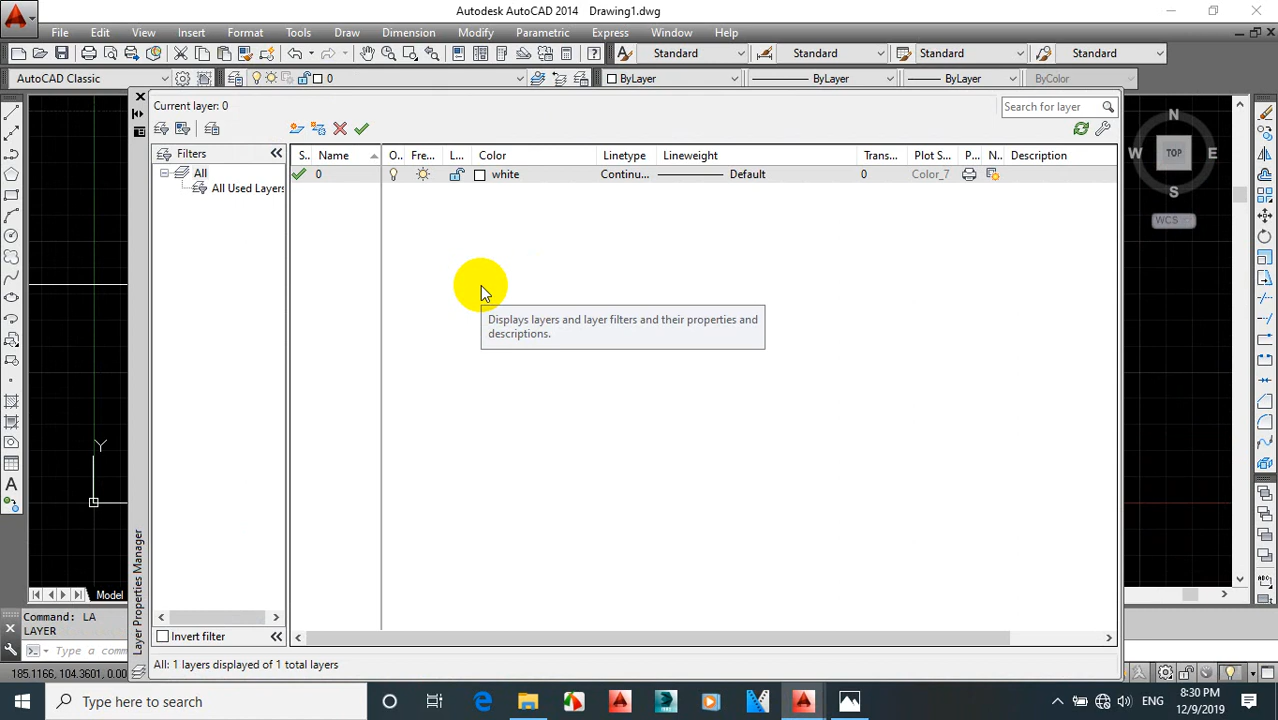 Autodesk AutoCAD 2014 Drawing1.dwg
File Edit View Insert Format Tools Draw Dimension Modify Parametric Express Window Help
Standard Standard Standard Standard
AutoCAD Classic 0 ByLayer ByLayer ByLayer ByColor
Current layer: 0
Search for layer
Filters
S.. Name O.. Fre... L... Color Linetype Lineweight Trans... Plot S... P... N.. Description
All
0 white Continu... Default 0 Color_7
All Used Layers
N
W TOP E
S
WCS
Displays layers and layer filters and their properties and
descriptions.
Y
Model
Layer Properties Manager
Command: LA
LAYER
Type a comm
Invert filter
All: 1 layers displayed of 1 total layers
185.1166, 104.3601, 0.00
Type here to search
ENG
8:30 PM
12/9/2019